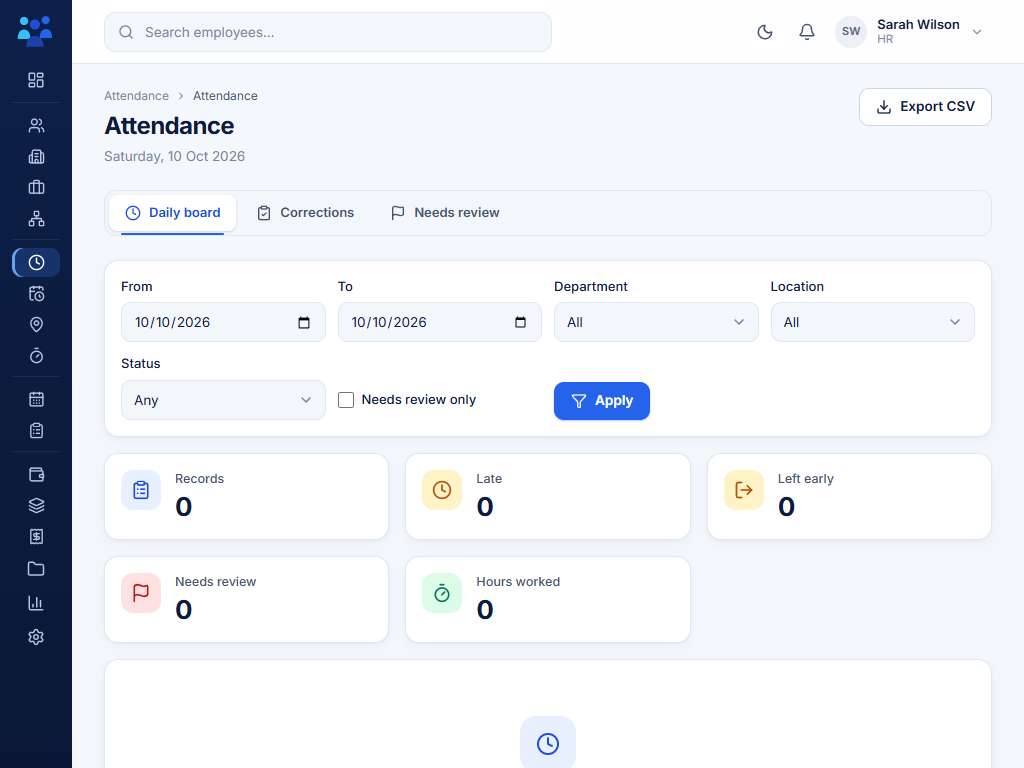 Search employees...
SW
Sarah Wilson
HR
Attendance > Attendance
Attendance
Saturday, 10 Oct 2026
Export CSV
Daily board
Corrections
Needs review
From
To
Department
Location
10/10/2026
10/10/2026
All
All
Status
Any
Needs review only
Apply
Records
0
Late
0
Left early
0
Needs review
0
Hours worked
0